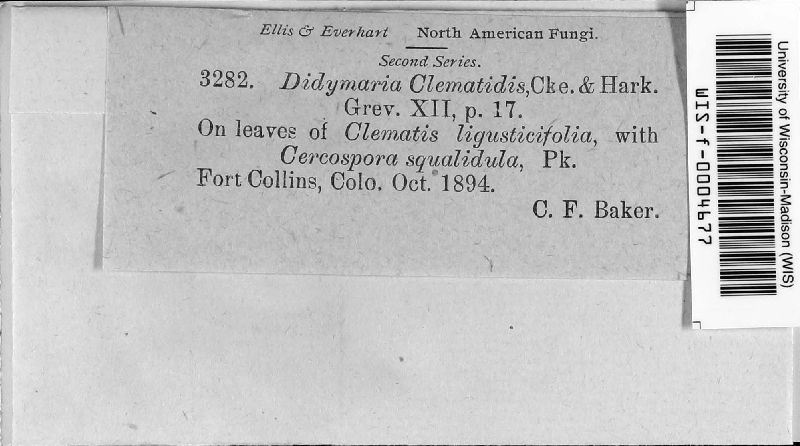 Ellis & Everhart North American Fungi.
Second Series.
3282. Didymaria Clematidis, Cke. & Hark.
Grev. XII, p. 17.
On leaves of Clematis ligusticifolia, with
Cercospora squalidula, Pk.
Fort Collins, Colo. Oct. 1894.
C. F. Baker.
University of Wisconsin-Madison (WIS)
WIS-f-0004677